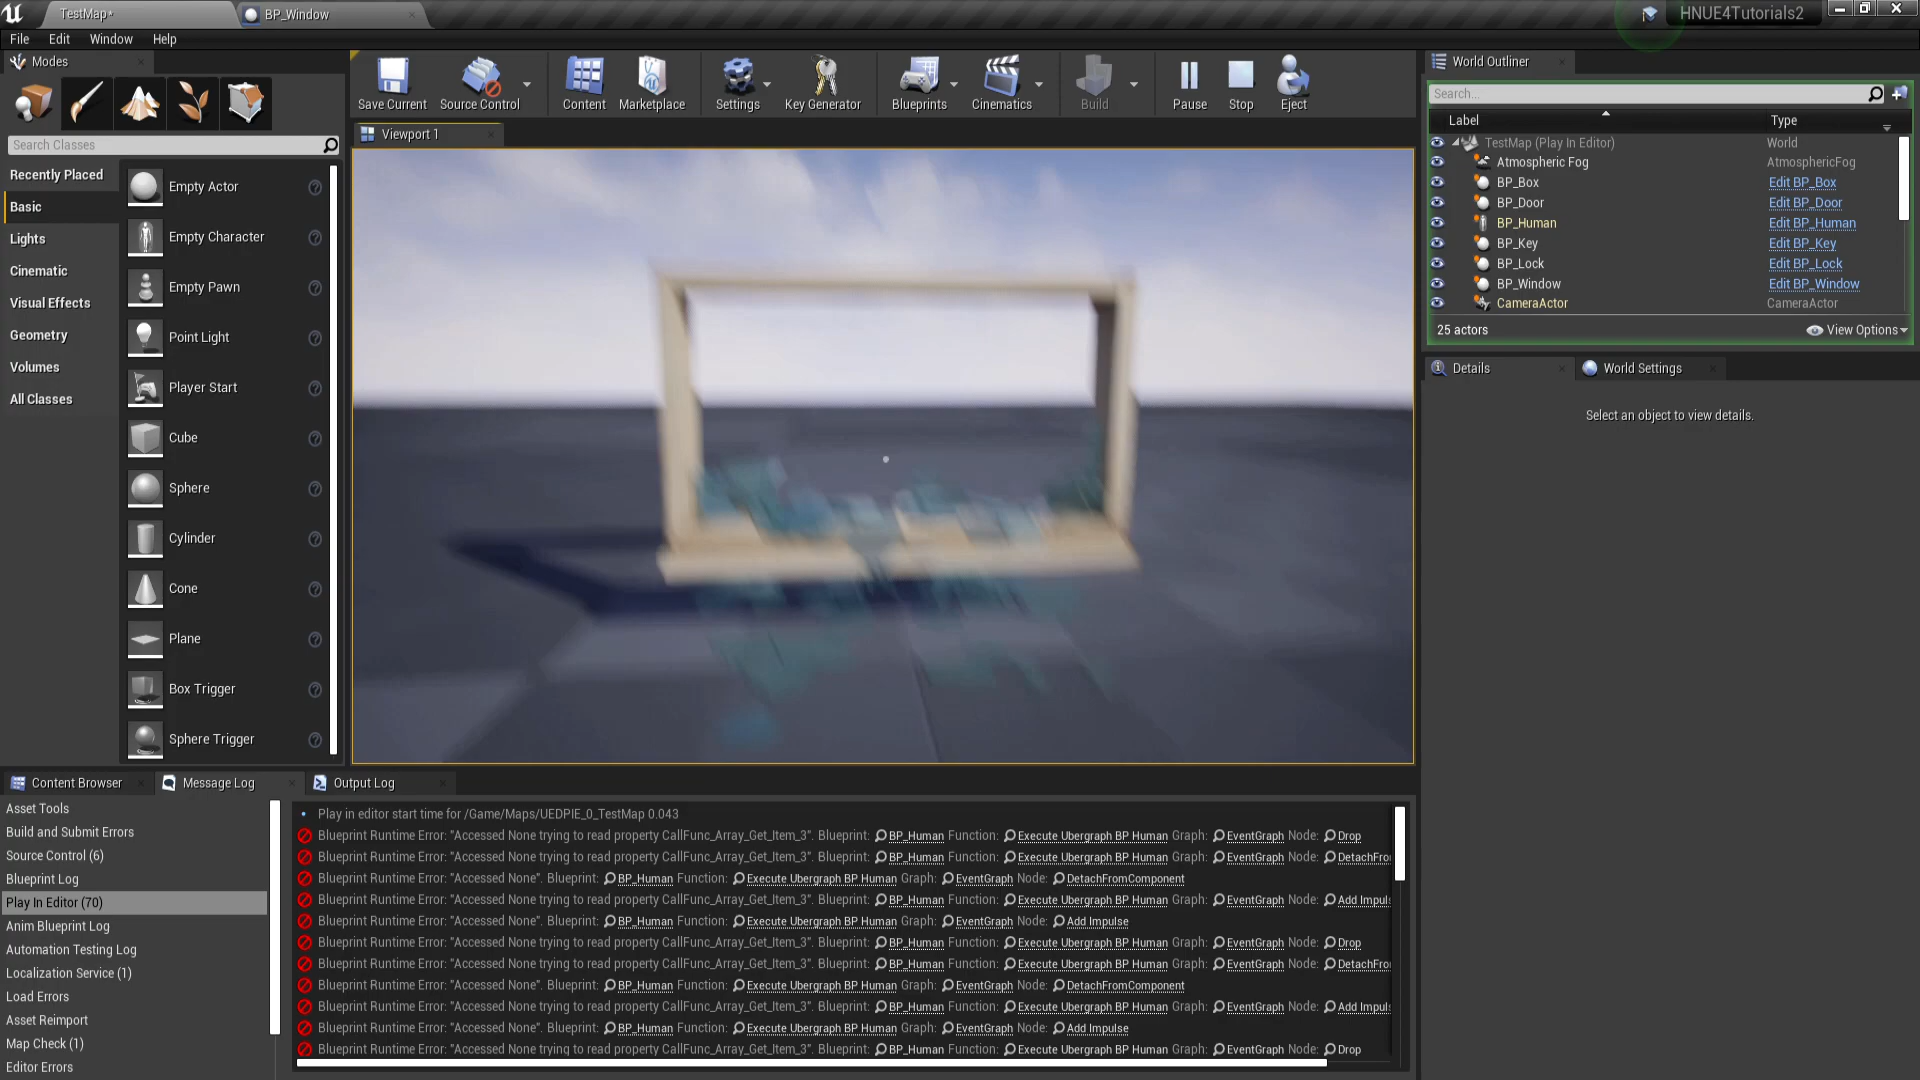 TestMap*
BP_Window
HNUE4Tutorials2
File Edit Window Help
Modes
Search Classes
Recently Placed
Basic
Lights
Cinematic
Visual Effects
Geometry
Volumes
All Classes
Empty Actor
Empty Character
Empty Pawn
Point Light
Player Start
Cube
Sphere
Cylinder
Cone
Plane
Box Trigger
Sphere Trigger
Save Current
Source Control
Content
Marketplace
Settings
Key Generator
Blueprints
Cinematics
Build
Pause
Stop
Eject
Viewport 1
World Outliner
Search...
Label Type
TestMap (Play In Editor) World
Atmospheric Fog AtmosphericFog
BP_Box Edit BP_Box
BP_Door Edit BP_Door
BP_Human Edit BP_Human
BP_Key Edit BP_Key
BP_Lock Edit BP_Lock
BP_Window Edit BP_Window
CameraActor CameraActor
25 actors View Options
Details
World Settings
Select an object to view details.
Content Browser
Message Log
Output Log
Asset Tools
Build and Submit Errors
Source Control (6)
Blueprint Log
Play In Editor (70)
Anim Blueprint Log
Automation Testing Log
Localization Service (1)
Load Errors
Asset Reimport
Map Check (1)
Editor Errors
Play in editor start time for /Game/Maps/UEDPIE_0_TestMap 0.043
Blueprint Runtime Error: "Accessed None trying to read property CallFunc_Array_Get_Item_3". Blueprint: BP_Human Function: Execute Ubergraph BP Human Graph: EventGraph Node: Drop
Blueprint Runtime Error: "Accessed None trying to read property CallFunc_Array_Get_Item_3". Blueprint: BP_Human Function: Execute Ubergraph BP Human Graph: EventGraph Node: DetachFro
Blueprint Runtime Error: "Accessed None". Blueprint: BP_Human Function: Execute Ubergraph BP Human Graph: EventGraph Node: DetachFromComponent
Blueprint Runtime Error: "Accessed None trying to read property CallFunc_Array_Get_Item_3". Blueprint: BP_Human Function: Execute Ubergraph BP Human Graph: EventGraph Node: Add Impuls
Blueprint Runtime Error: "Accessed None". Blueprint: BP_Human Function: Execute Ubergraph BP Human Graph: EventGraph Node: Add Impulse
Blueprint Runtime Error: "Accessed None trying to read property CallFunc_Array_Get_Item_3". Blueprint: BP_Human Function: Execute Ubergraph BP Human Graph: EventGraph Node: Drop
Blueprint Runtime Error: "Accessed None trying to read property CallFunc_Array_Get_Item_3". Blueprint: BP_Human Function: Execute Ubergraph BP Human Graph: EventGraph Node: DetachFro
Blueprint Runtime Error: "Accessed None". Blueprint: BP_Human Function: Execute Ubergraph BP Human Graph: EventGraph Node: DetachFromComponent
Blueprint Runtime Error: "Accessed None trying to read property CallFunc_Array_Get_Item_3". Blueprint: BP_Human Function: Execute Ubergraph BP Human Graph: EventGraph Node: Add Impuls
Blueprint Runtime Error: "Accessed None". Blueprint: BP_Human Function: Execute Ubergraph BP Human Graph: EventGraph Node: Add Impulse
Blueprint Runtime Error: "Accessed None trying to read property CallFunc_Array_Get_Item_3". Blueprint: BP_Human Function: Execute Ubergraph BP Human Graph: EventGraph Node: Drop